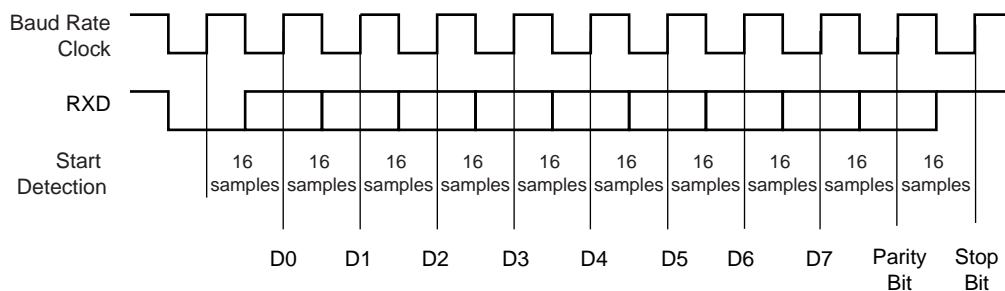 Baud Rate
Clock
RXD
Start
Detection
16 16 16 16 16 16 16 16 16 16
samples samples samples samples samples samples samples samples samples samples
D0 D1 D2 D3 D4 D5 D6 D7 Parity Stop
Bit Bit